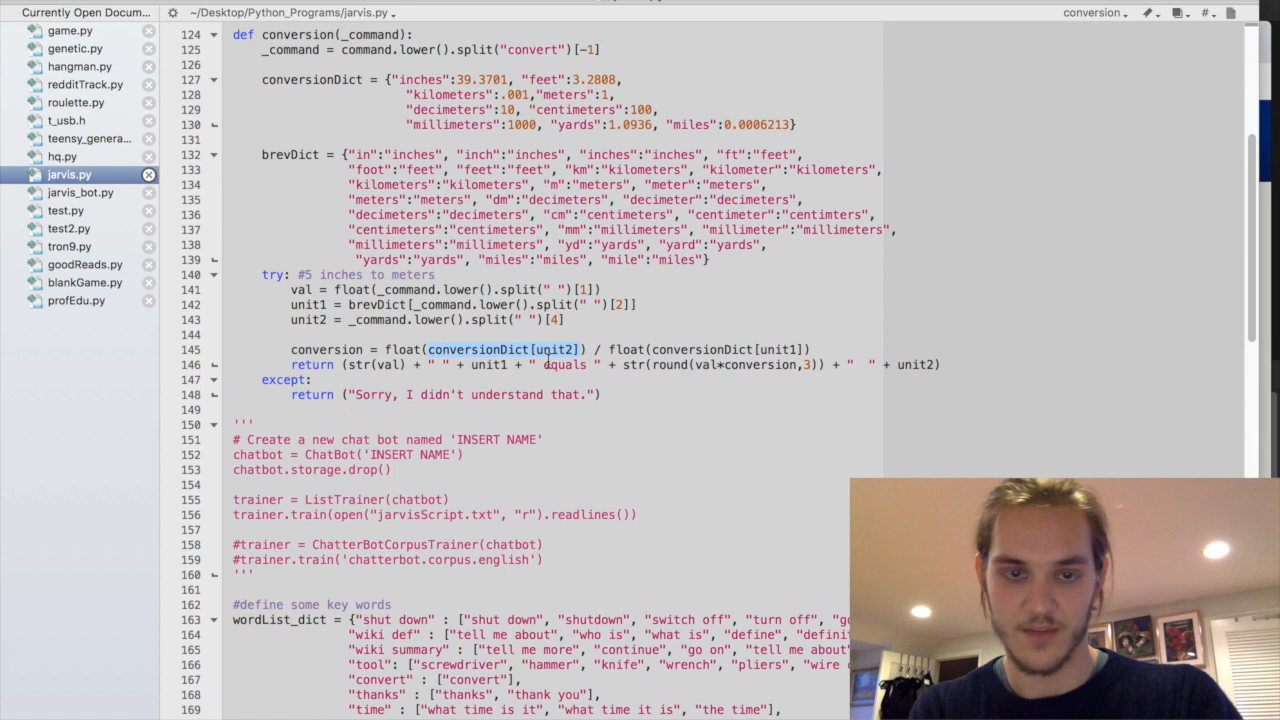 Currently Open Docum...
~/Desktop/Python_Programs/jarvis.py
conversion
game.py
genetic.py
hangman.py
redditTrack.py
roulette.py
t_usb.h
teensy_genera...
hq.py
jarvis.py
jarvis_bot.py
test.py
test2.py
tron9.py
goodReads.py
blankGame.py
profEdu.py
124 def conversion(_command):
125 _command = command.lower().split("convert")[-1]
126
127 conversionDict = {"inches":39.3701, "feet":3.2808,
128 "kilometers":.001,"meters":1,
129 "decimeters":10, "centimeters":100,
130 "millimeters":1000, "yards":1.0936, "miles":0.0006213}
131
132 brevDict = {"in":"inches", "inch":"inches", "inches":"inches", "ft":"feet",
133 "foot":"feet", "feet":"feet", "km":"kilometers", "kilometer":"kilometers",
134 "kilometers":"kilometers", "m":"meters", "meter":"meters",
135 "meters":"meters", "dm":"decimeters", "decimeter":"decimeters",
136 "decimeters":"decimeters", "cm":"centimeters", "centimeter":"centimters",
137 "centimeters":"centimeters", "mm":"millimeters", "millimeter":"millimeters",
138 "millimeters":"millimeters", "yd":"yards", "yard":"yards",
139 "yards":"yards", "miles":"miles", "mile":"miles"}
140 try: #5 inches to meters
141 val = float(_command.lower().split(" ")[1])
142 unit1 = brevDict[_command.lower().split(" ")[2]]
143 unit2 = _command.lower().split(" ")[4]
144
145 conversion = float(conversionDict[unit2]) / float(conversionDict[unit1])
146 return (str(val) + " " + unit1 + " equals " + str(round(val*conversion,3)) + "  " + unit2)
147 except:
148 return ("Sorry, I didn't understand that.")
149
150 '''
151 # Create a new chat bot named 'INSERT NAME'
152 chatbot = ChatBot('INSERT NAME')
153 chatbot.storage.drop()
154
155 trainer = ListTrainer(chatbot)
156 trainer.train(open("jarvisScript.txt", "r").readlines())
157
158 #trainer = ChatterBotCorpusTrainer(chatbot)
159 #trainer.train('chatterbot.corpus.english')
160 '''
161
162 #define some key words
163 wordList_dict = {"shut down" : ["shut down", "shutdown", "switch off", "turn off",
164 "wiki def" : ["tell me about", "who is", "what is", "define",
165 "wiki summary" : ["tell me more", "continue", "go on", "tell me about"
166 "tool": ["screwdriver", "hammer", "knife", "wrench", "pliers", "wire
167 "convert" : ["convert"],
168 "thanks" : ["thanks", "thank you"],
169 "time" : ["what time is it", "what time it is", "the time"],